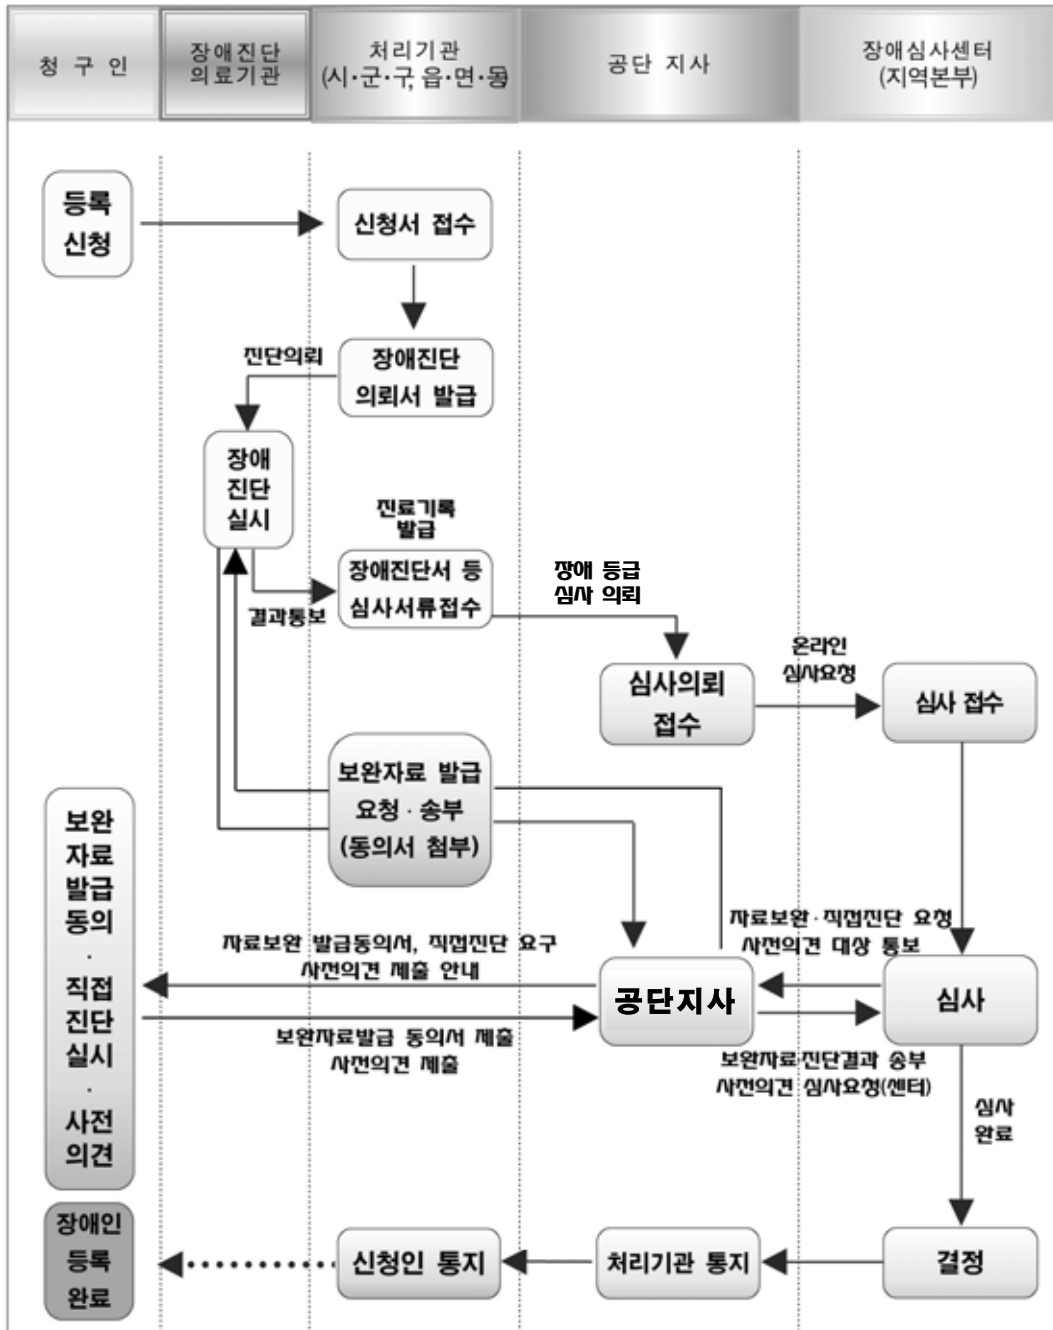 청 구 인
장애진단
의료기관
처리기관
(시·군·구, 읍·면·동)
공단 지사
장애심사센터
(지역본부)
등록
신청
신청서 접수
진단의뢰
장애진단
의뢰서 발급
장애
진단
실시
진료기록
발급
장애진단서 등
심사서류접수
결과통보
장애 등급
심사 의뢰
심사의뢰
접수
온라인
심사요청
심사 접수
보완자료 발급
요청 · 송부
(동의서 첨부)
보완
자료
발급
동의
·
직접
진단
실시
·
사전
의견
자료보완 발급동의서, 직접진단 요구
사전의견 제출 안내
보완자료발급 동의서 제출
사전의견 제출
공단지사
자료보완·직접진단 요청
사전의견 대상 통보
심사
보완자료·진단결과 송부
사전의견 심사요청(센터)
심사
완료
장애인
등록
완료
신청인 통지
처리기관 통지
결정